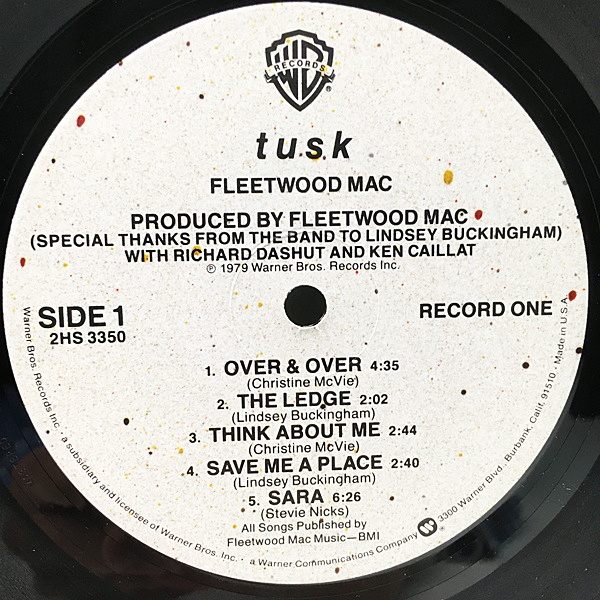 WB
RECORDS
®
tusk
FLEETWOOD MAC
PRODUCED BY FLEETWOOD MAC
(SPECIAL THANKS FROM THE BAND TO LINDSEY BUCKINGHAM)
WITH RICHARD DASHUT AND KEN CAILLAT
℗ 1979 Warner Bros. Records Inc.
SIDE 1
2HS 3350
RECORD ONE
1. OVER & OVER 4:35
(Christine McVie)
2. THE LEDGE 2:02
(Lindsey Buckingham)
3. THINK ABOUT ME 2:44
(Christine McVie)
4. SAVE ME A PLACE 2:40
(Lindsey Buckingham)
5. SARA 6:26
(Stevie Nicks)
All Songs Published by
Fleetwood Mac Music—BMI
Warner Bros. Records Inc. • a subsidiary and licensee of Warner Bros. Inc. • a Warner Communications Company W 3300 Warner Blvd., Burbank, Calif. 91510 • Made in U.S.A.